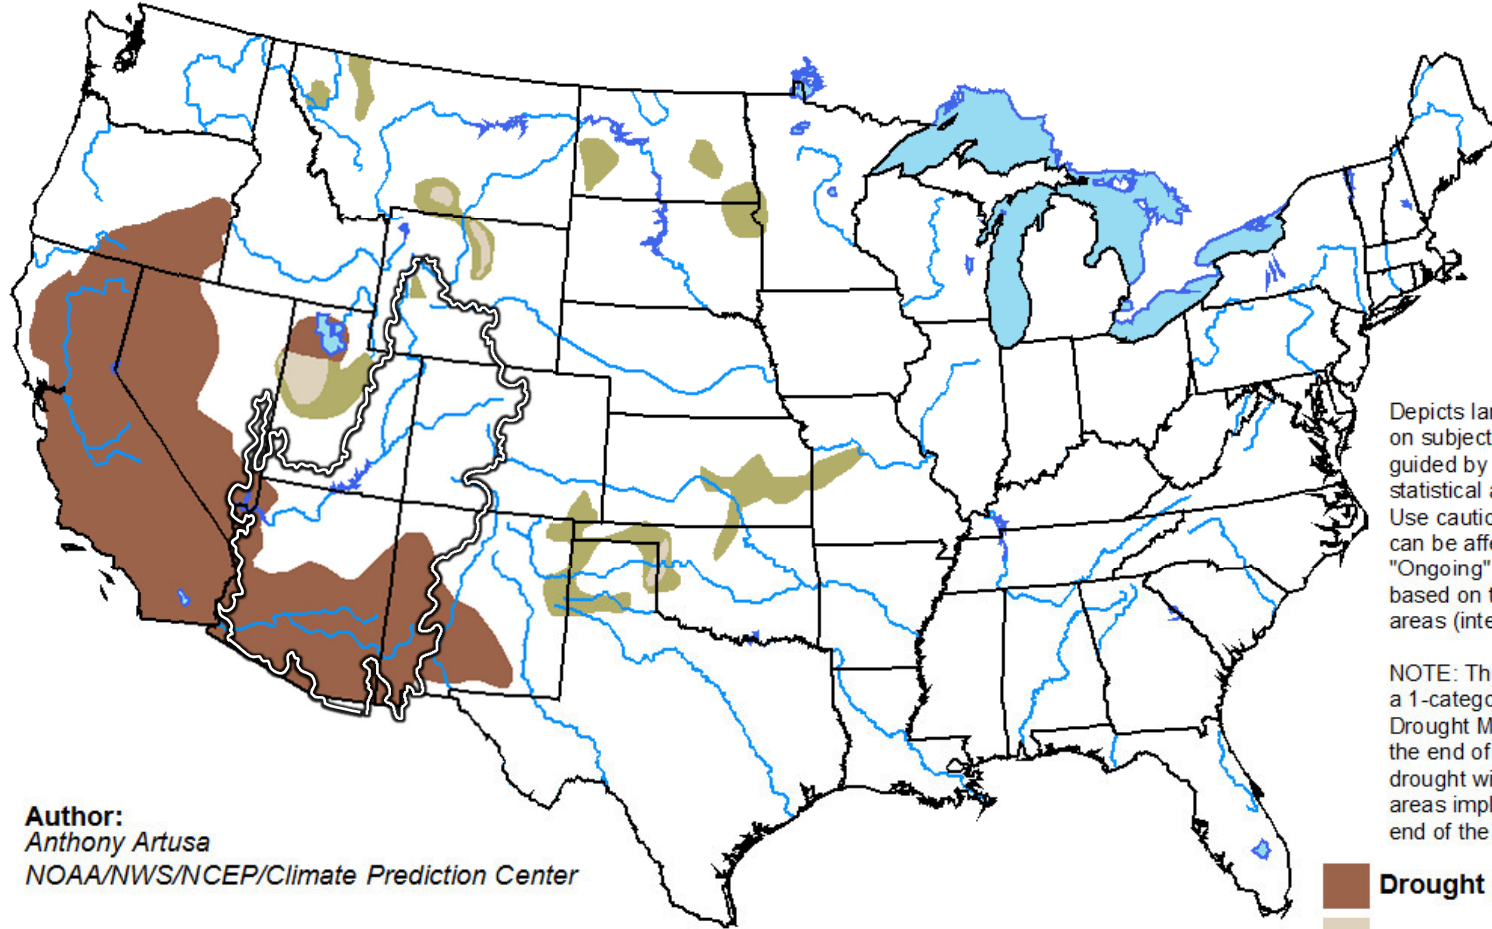 Depicts lar
on subject
guided by
statistical a
Use cautic
can be affe
"Ongoing"
based on t
areas (inte
NOTE: Th
a 1-catego
Drought M
the end of
drought wi
areas impl
end of the
Author:
Anthony Artusa
NOAA/NWS/NCEP/Climate Prediction Center
Drought